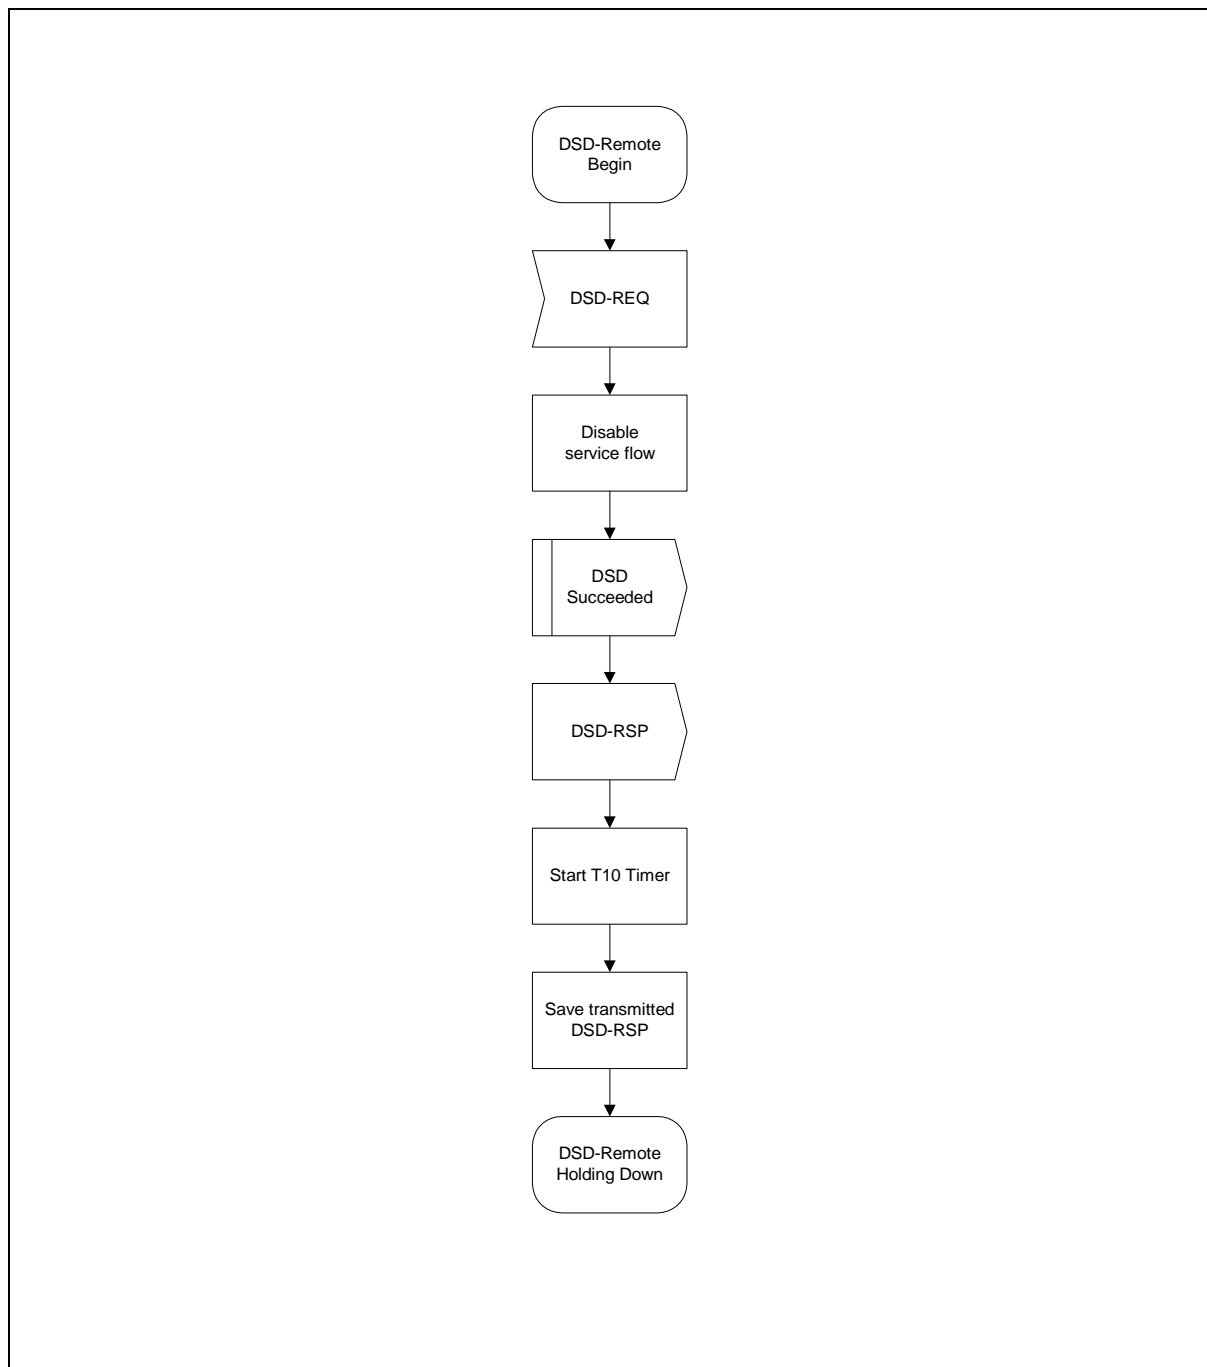 DSD-Remote
Begin
DSD-REQ
Disable
service flow
DSD
Succeeded
DSD-RSP
Start T10 Timer
Save transmitted
DSD-RSP
DSD-Remote
Holding Down